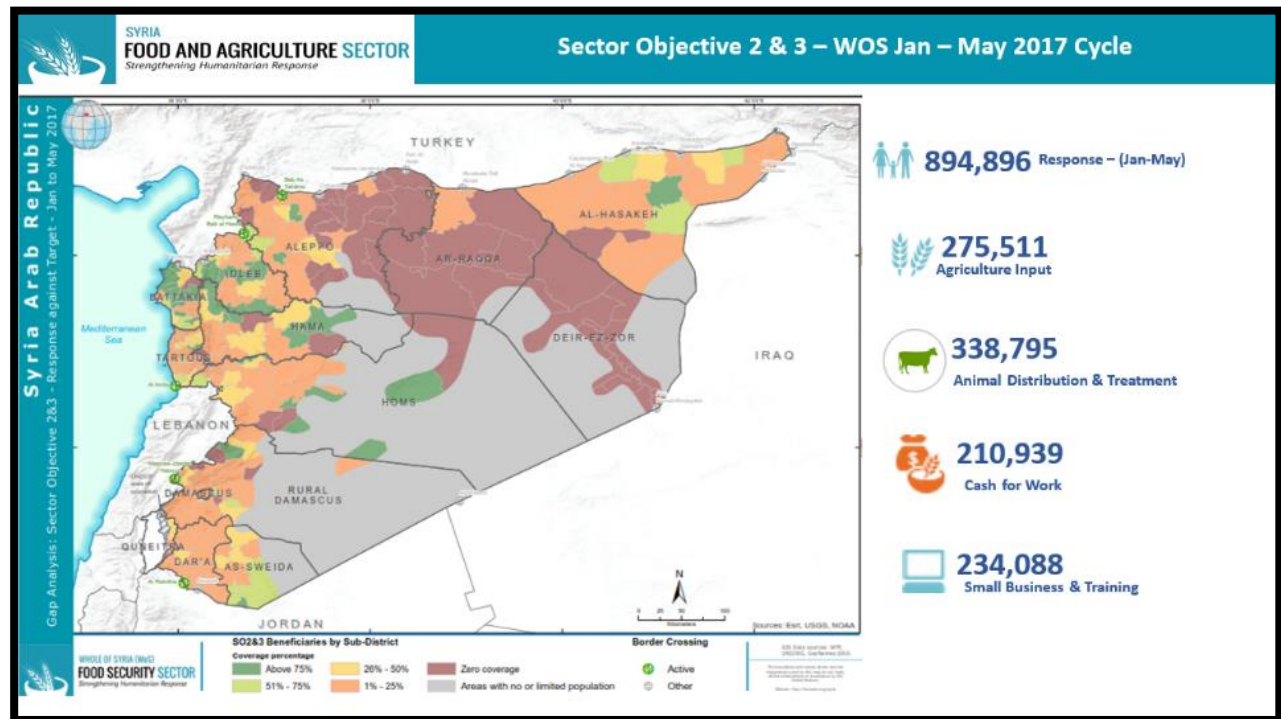 SYRIA
FOOD AND AGRICULTURE SECTOR
Strengthening Humanitarian Response
Sector Objective 2 & 3 – WOS Jan – May 2017 Cycle
Syria Arab Republic
Gap Analysis: Sector Objective 2&3 - Response against Target - Jan to May 2017
TURKEY
AL-HASAKEH
ALEPPO
AR-RAQQA
IDLEB
HAMA
DEIR-EZ-ZOR
Mediterranean
Sea
TARTOUS
IRAQ
HOMS
LEBANON
DAMASCUS
RURAL
DAMASCUS
QUNEITRA
DAR'A
AS-SWEIDA
JORDAN
N
0 25 50 100
Kilometers
Sources: Esri, USGS, NOAA
894,896 Response – (Jan-May)
275,511
Agriculture Input
338,795
Animal Distribution & Treatment
210,939
Cash for Work
234,088
Small Business & Training
WHOLE OF SYRIA (WoS)
FOOD SECURITY SECTOR
Strengthening Humanitarian Response
SO2&3 Beneficiaries by Sub-District
Coverage percentage
Above 75%
26% - 50%
Zero coverage
51% - 75%
1% - 25%
Areas with no or limited population
Border Crossing
Active
Other